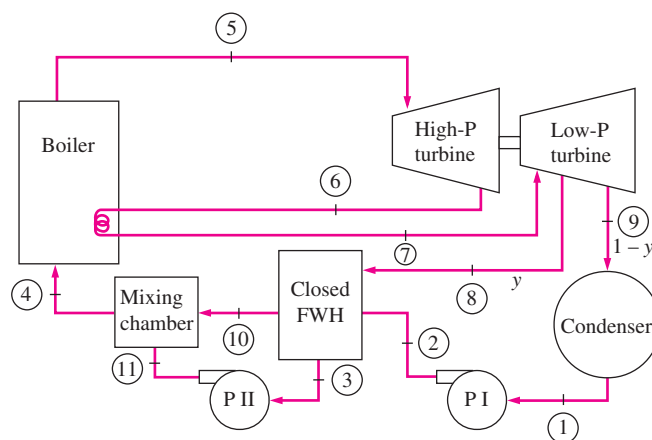 5
High-P
turbine
Low-P
turbine
Boiler
6
9
7
1 – y
4
Mixing
chamber
Closed
FWH
8
y
Condenser
10
2
11
3
P II
P I
1